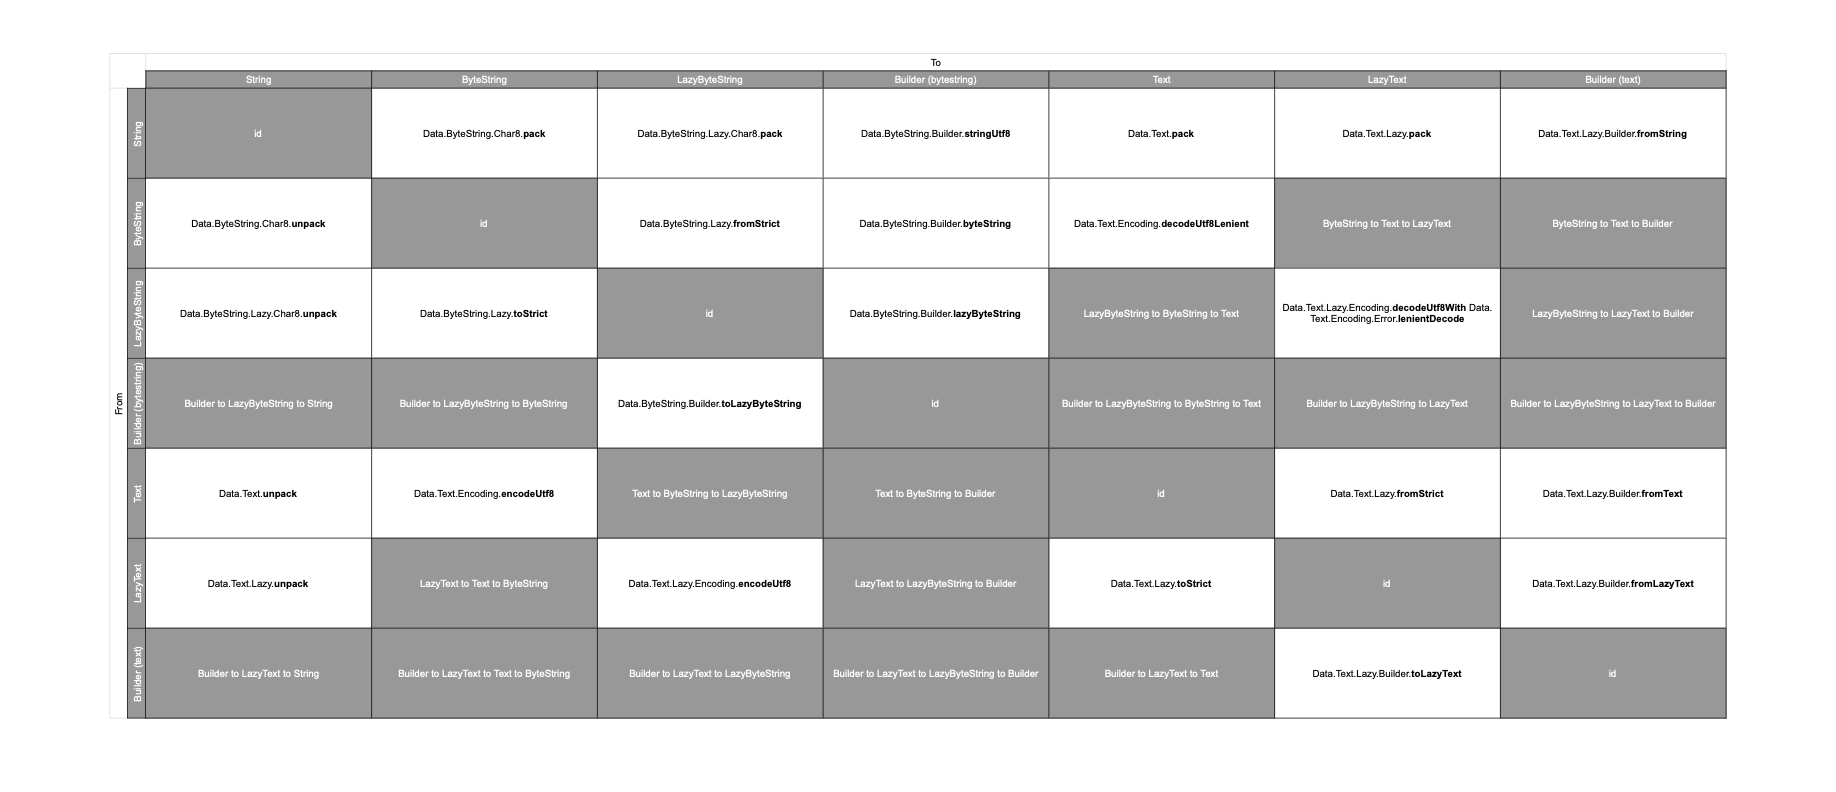 To
String
ByteString
LazyByteString
Builder (bytestring)
Text
LazyText
Builder (text)
From
String
id
Data.ByteString.Char8.pack
Data.ByteString.Lazy.Char8.pack
Data.ByteString.Builder.stringUtf8
Data.Text.pack
Data.Text.Lazy.pack
Data.Text.Lazy.Builder.fromString
ByteString
Data.ByteString.Char8.unpack
id
Data.ByteString.Lazy.fromStrict
Data.ByteString.Builder.byteString
Data.Text.Encoding.decodeUtf8Lenient
ByteString to Text to LazyText
ByteString to Text to Builder
LazyByteString
Data.ByteString.Lazy.Char8.unpack
Data.ByteString.Lazy.toStrict
id
Data.ByteString.Builder.lazyByteString
LazyByteString to ByteString to Text
Data.Text.Lazy.Encoding.decodeUtf8With Data.
Text.Encoding.Error.lenientDecode
LazyByteString to LazyText to Builder
Builder (bytestring)
Builder to LazyByteString to String
Builder to LazyByteString to ByteString
Data.ByteString.Builder.toLazyByteString
id
Builder to LazyByteString to ByteString to Text
Builder to LazyByteString to LazyText
Builder to LazyByteString to LazyText to Builder
Text
Data.Text.unpack
Data.Text.Encoding.encodeUtf8
Text to ByteString to LazyByteString
Text to ByteString to Builder
id
Data.Text.Lazy.fromStrict
Data.Text.Lazy.Builder.fromText
LazyText
Data.Text.Lazy.unpack
LazyText to Text to ByteString
Data.Text.Lazy.Encoding.encodeUtf8
LazyText to LazyByteString to Builder
Data.Text.Lazy.toStrict
id
Data.Text.Lazy.Builder.fromLazyText
Builder (text)
Builder to LazyText to String
Builder to LazyText to Text to ByteString
Builder to LazyText to LazyByteString
Builder to LazyText to LazyByteString to Builder
Builder to LazyText to Text
Data.Text.Lazy.Builder.toLazyText
id